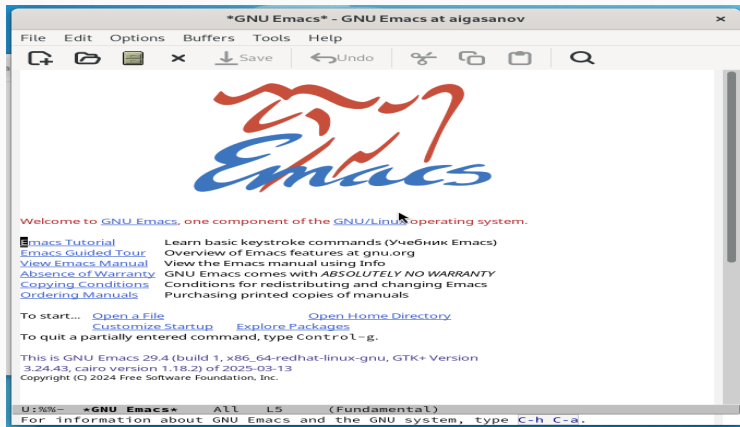 *GNU Emacs* - GNU Emacs at aigasanov ×
File Edit Options Buffers Tools Help
Save Undo
Emacs
Welcome to GNU Emacs, one component of the GNU/Linux operating system.
Emacs Tutorial Learn basic keystroke commands (Учебник Emacs)
Emacs Guided Tour Overview of Emacs features at gnu.org
View Emacs Manual View the Emacs manual using Info
Absence of Warranty GNU Emacs comes with ABSOLUTELY NO WARRANTY
Copying Conditions Conditions for redistributing and changing Emacs
Ordering Manuals Purchasing printed copies of manuals
To start... Open a File Open Home Directory
Customize Startup Explore Packages
To quit a partially entered command, type Control-g.
This is GNU Emacs 29.4 (build 1, x86_64-redhat-linux-gnu, GTK+ Version
3.24.43, cairo version 1.18.2) of 2025-03-13
Copyright (C) 2024 Free Software Foundation, Inc.
U:%%- *GNU Emacs* All L5 (Fundamental)
For information about GNU Emacs and the GNU system, type C-h C-a.